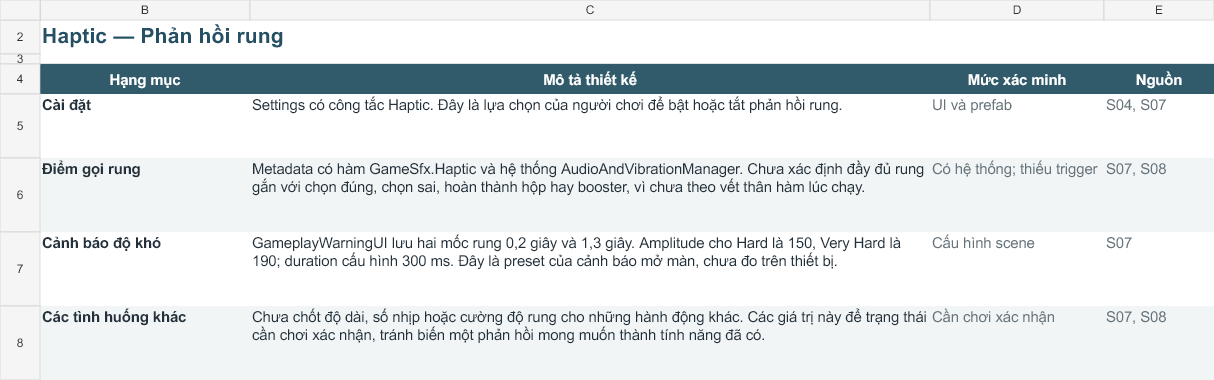 B C D E
2 Haptic — Phản hồi rung
3
4 Hạng mục Mô tả thiết kế Mức xác minh Nguồn
5 Cài đặt Settings có công tắc Haptic. Đây là lựa chọn của người chơi để bật hoặc tắt phản hồi rung. UI và prefab S04, S07
6 Điểm gọi rung Metadata có hàm GameSfx.Haptic và hệ thống AudioAndVibrationManager. Chưa xác định đầy đủ rung Có hệ thống; thiếu trigger S07, S08
gắn với chọn đúng, chọn sai, hoàn thành hộp hay booster, vì chưa theo vết thân hàm lúc chạy.
7 Cảnh báo độ khó GameplayWarningUI lưu hai mốc rung 0,2 giây và 1,3 giây. Amplitude cho Hard là 150, Very Hard là Cấu hình scene S07
190; duration cấu hình 300 ms. Đây là preset của cảnh báo mở màn, chưa đo trên thiết bị.
8 Các tình huống khác Chưa chốt độ dài, số nhịp hoặc cường độ rung cho những hành động khác. Các giá trị này để trạng thái Cần chơi xác nhận S07, S08
cần chơi xác nhận, tránh biến một phản hồi mong muốn thành tính năng đã có.